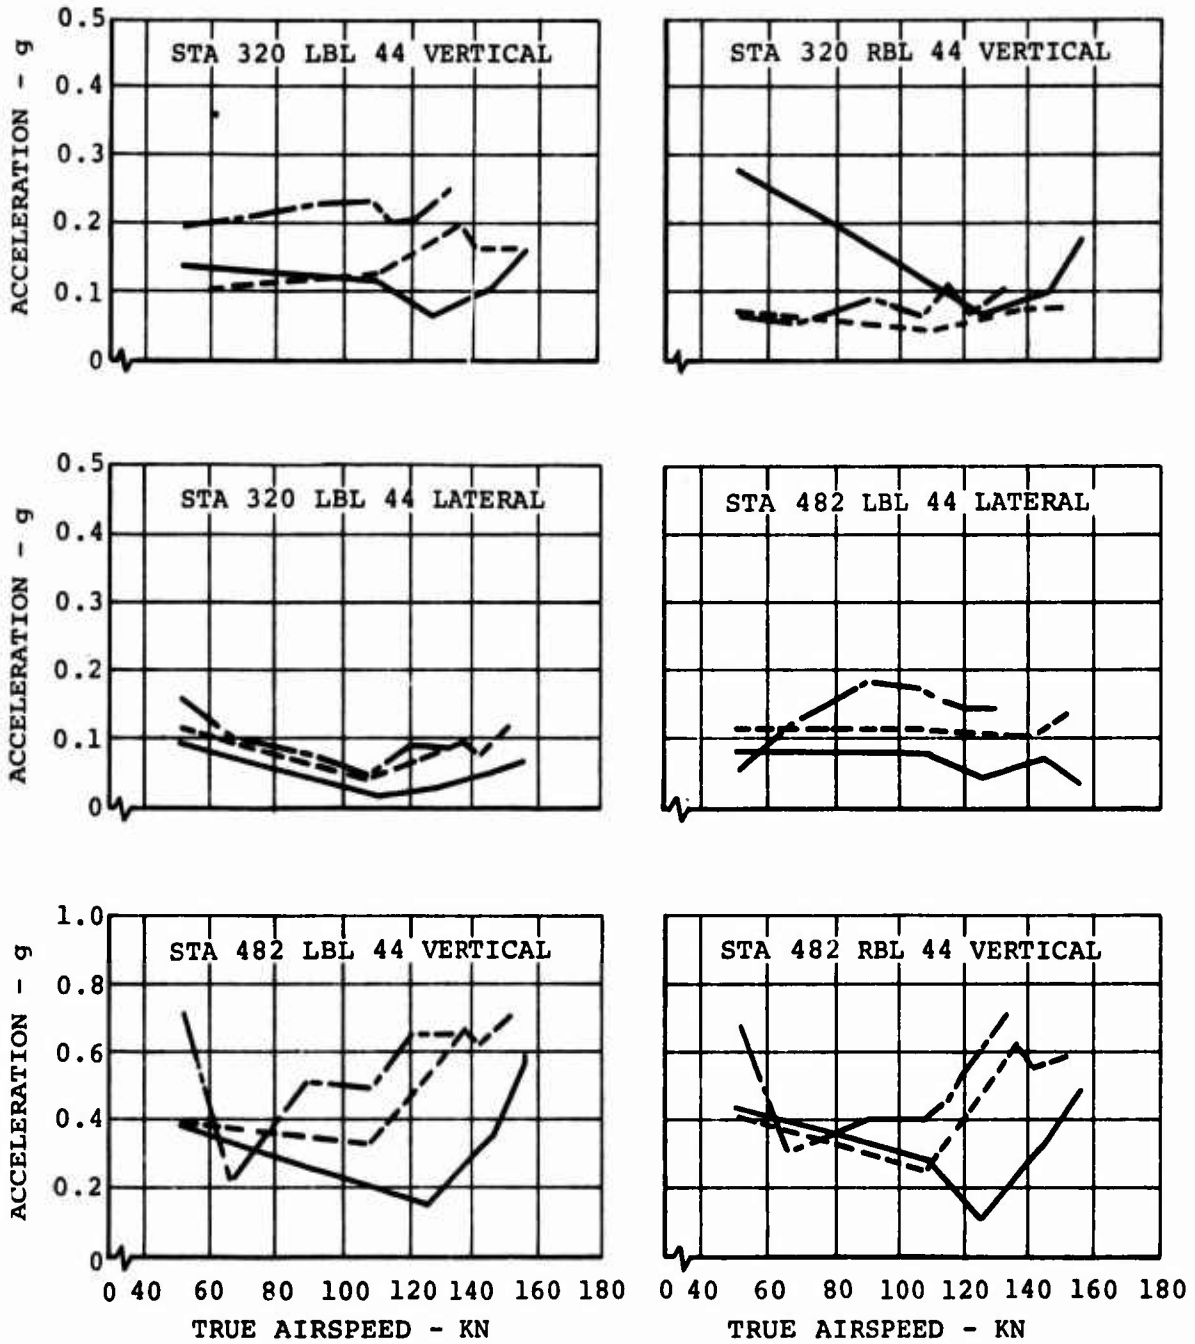 STA 320 LBL 44 VERTICAL
ACCELERATION - g
0.5
0.4
0.3
0.2
0.1
0
STA 320 RBL 44 VERTICAL
STA 320 LBL 44 LATERAL
ACCELERATION - g
0.5
0.4
0.3
0.2
0.1
0
STA 482 LBL 44 LATERAL
STA 482 LBL 44 VERTICAL
ACCELERATION - g
1.0
0.8
0.6
0.4
0.2
0
0 40 60 80 100 120 140 160 180
TRUE AIRSPEED - KN
STA 482 RBL 44 VERTICAL
0 40 60 80 100 120 140 160 180
TRUE AIRSPEED - KN